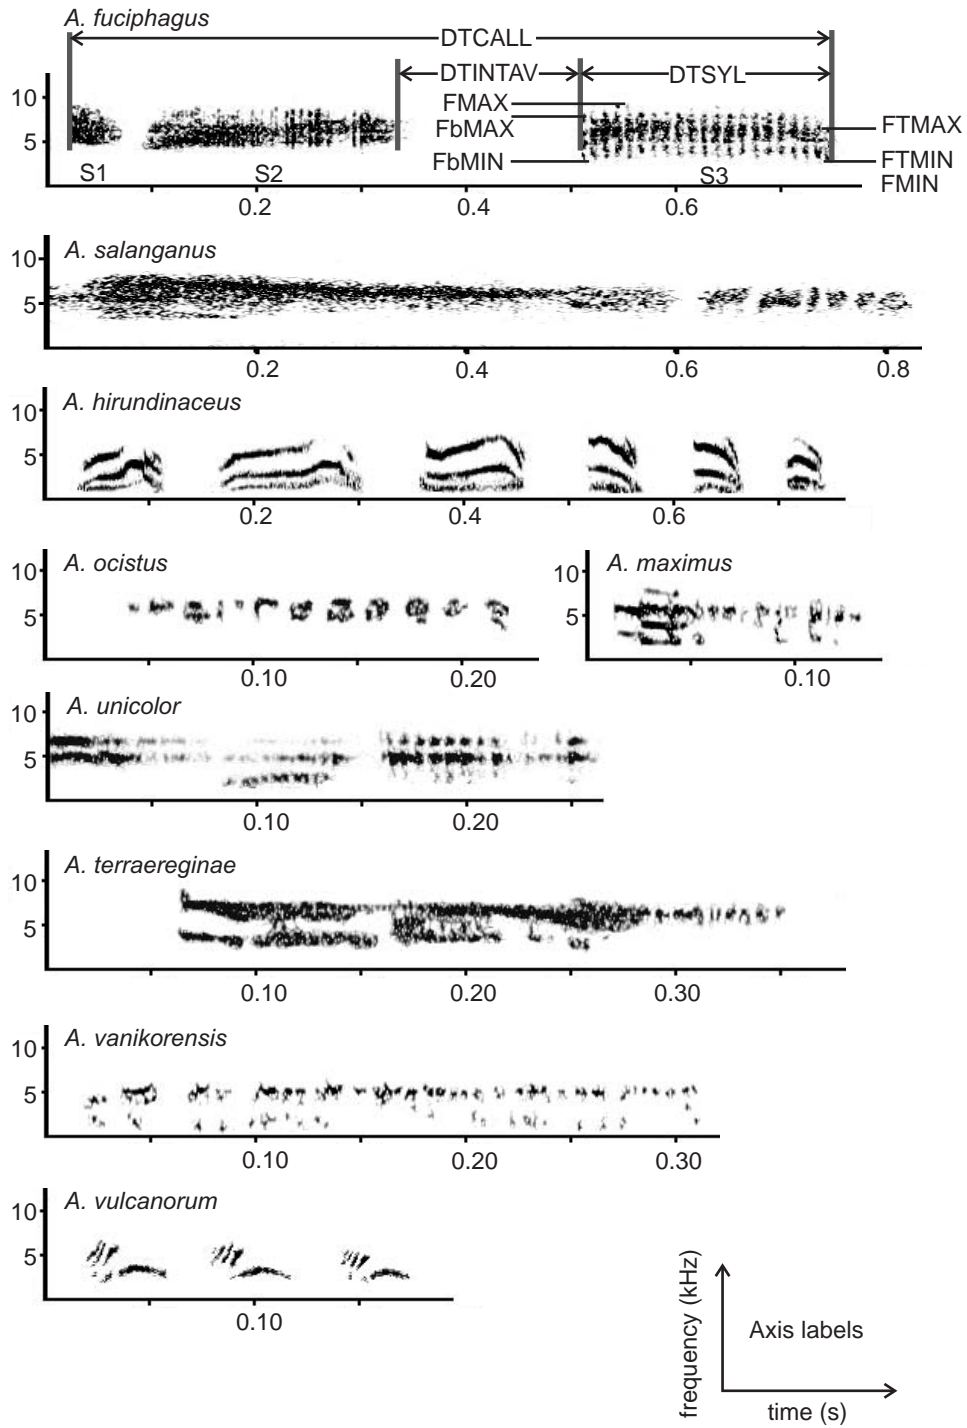 A. fuciphagus
DTCALL
DTINTAV
DTSYL
10
FMAX
FbMAX
FTMAX
5
FbMIN
FTMIN
S1
S2
S3
FMIN
0.2
0.4
0.6
A. salanganus
10
5
0.2
0.4
0.6
0.8
A. hirundinaceus
10
5
0.2
0.4
0.6
A. ocistus
10
5
0.10
0.20
A. maximus
10
5
0.10
A. unicolor
10
5
0.10
0.20
A. terraereginae
10
5
0.10
0.20
0.30
A. vanikorensis
10
5
0.10
0.20
0.30
A. vulcanorum
10
5
0.10
frequency (kHz)
Axis labels
time (s)